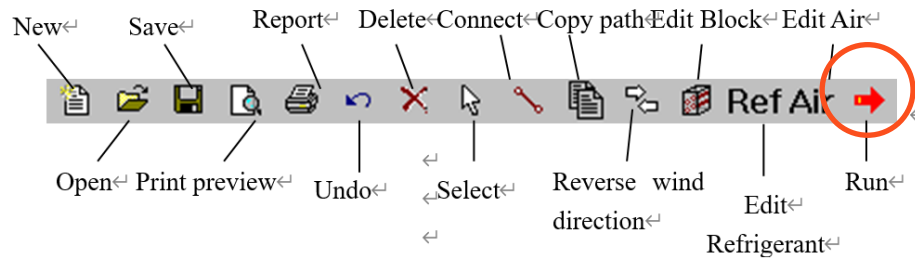 New Save Report Delete Connect Copy path Edit Block Edit Air
Ref Air
Open Print preview Undo Select Reverse wind direction Edit Refrigerant Run